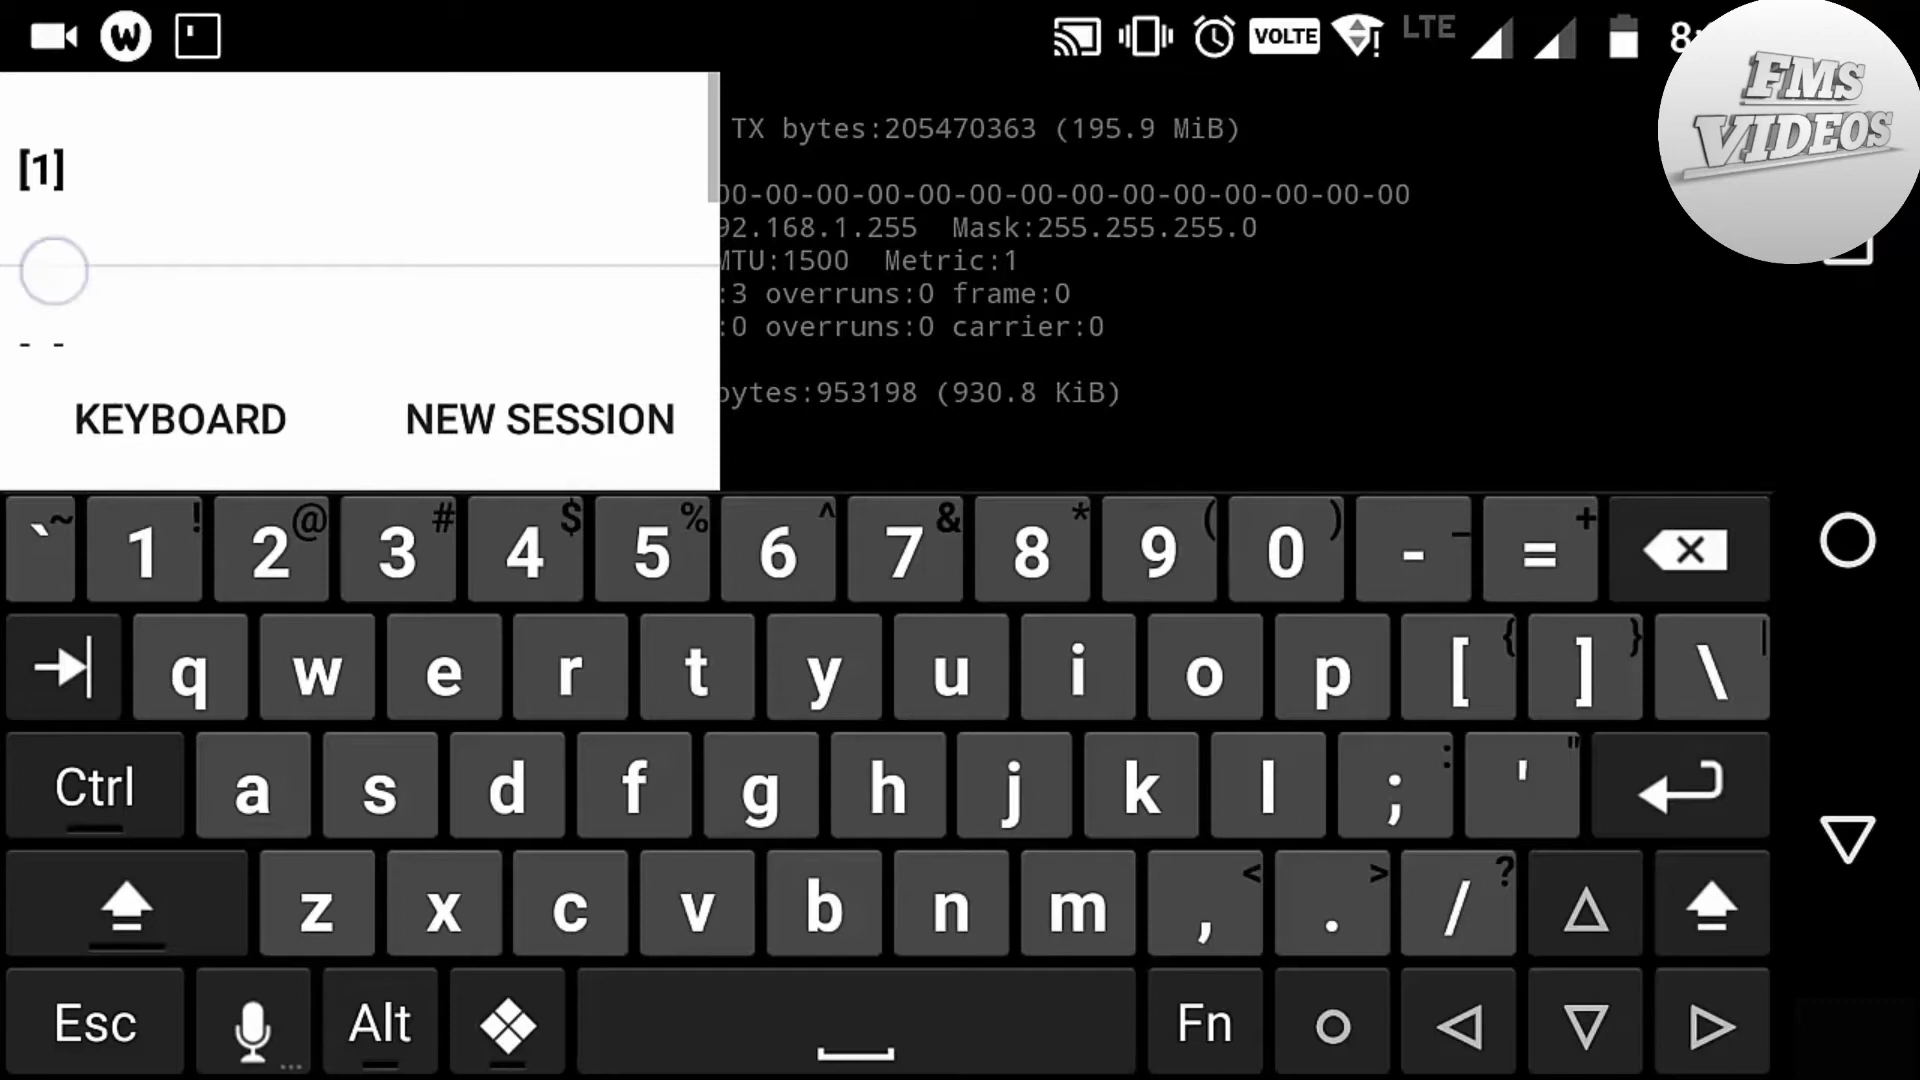 VOLTE LTE 8:
FMS
VIDEOS
TX bytes:205470363 (195.9 MiB)
[1]
00-00-00-00-00-00-00-00-00-00-00-00-00-00
92.168.1.255 Mask:255.255.255.0
MTU:1500 Metric:1
:3 overruns:0 frame:0
:0 overruns:0 carrier:0
bytes:953198 (930.8 KiB)
KEYBOARD NEW SESSION
` ~ 1 ! 2 @ 3 # 4 $ 5 % 6 ^ 7 & 8 * 9 ( 0 ) - _ = +
q w e r t y u i o p [ { ] } \ |
Ctrl a s d f g h j k l ; : ' "
z x c v b n m , < . > / ?
Esc Alt Fn